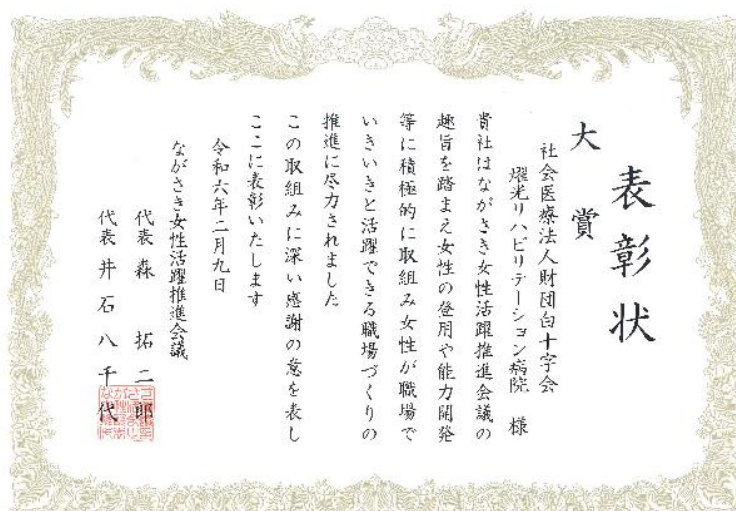 表彰状
大賞
社会医療法人財団白十字会
燿光リハビリテーション病院 様
貴社はながさき女性活躍推進会議の
趣旨を踏まえ女性の登用や能力開発
等に積極的に取組み女性が職場で
いきいきと活躍できる職場づくりの
推進に尽力されました
この取組みに深い感謝の意を表し
ここに表彰いたします
令和六年二月九日
ながさき女性活躍推進会議
代表 森 拓二郎
代表 井石八千代